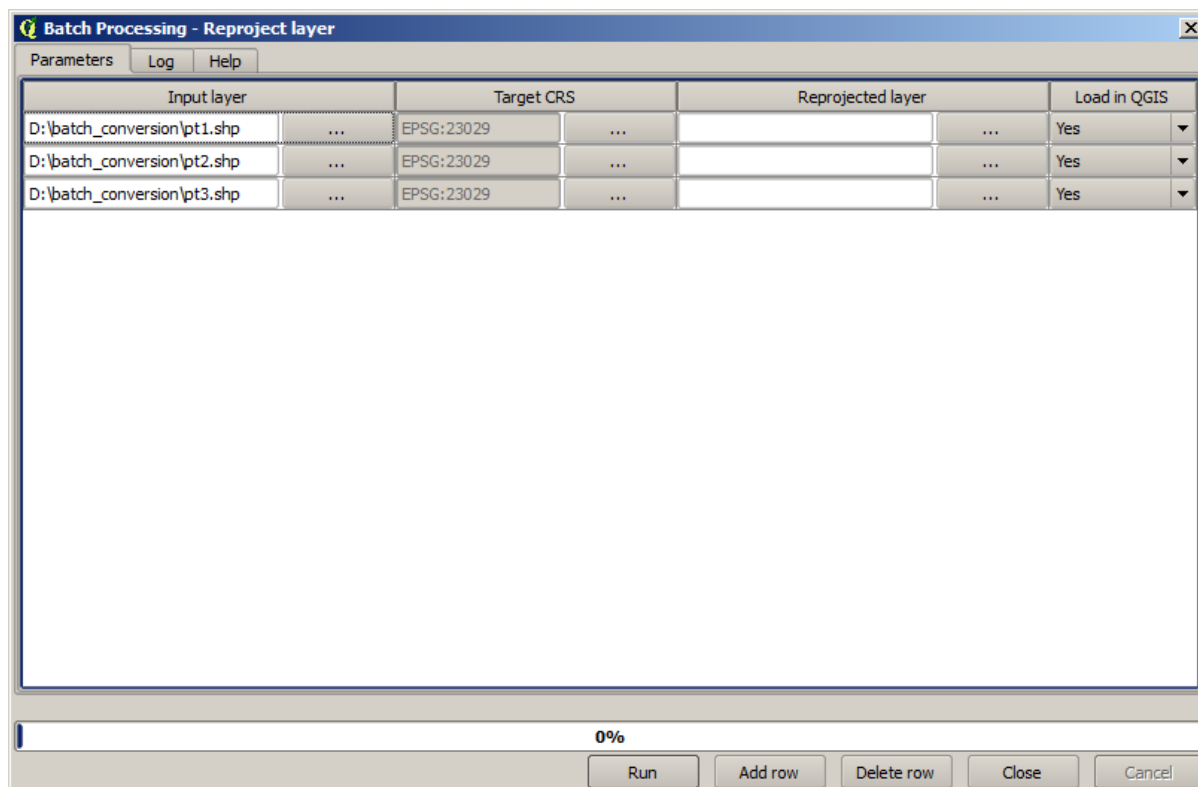 Batch Processing - Reproject layer
Parameters Log Help
Input layer Target CRS Reprojected layer Load in QGIS
D:\batch_conversion\pt1.shp ... EPSG:23029 ... ... Yes
D:\batch_conversion\pt2.shp ... EPSG:23029 ... ... Yes
D:\batch_conversion\pt3.shp ... EPSG:23029 ... ... Yes
0%
Run Add row Delete row Close Cancel